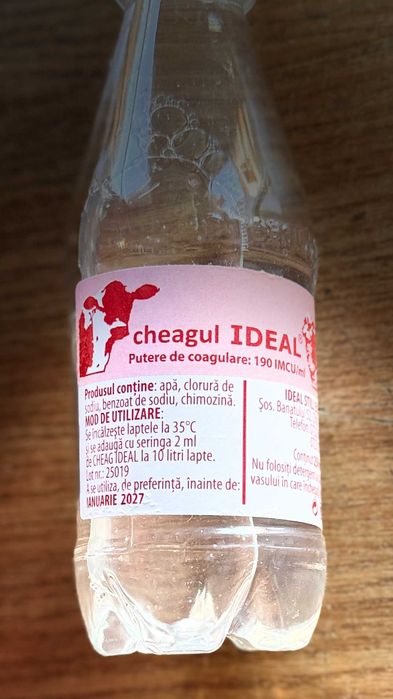 cheagul IDEAL®
Putere de coagulare: 190 IMCU/ml
Produsul conține: apă, clorură de
sodiu, benzoat de sodiu, chimozină.
MOD DE UTILIZARE:
Se încălzește laptele la 35°C
și se adaugă cu seringa 2 ml
de CHEAG IDEAL la 10 litri lapte.
Lot nr.: 25019
A se utiliza, de preferință, înainte de:
IANUARIE 2027
IDEAL STIL
Șos. Banatului
Telefon
Nu folosiți detergent
vasului în care